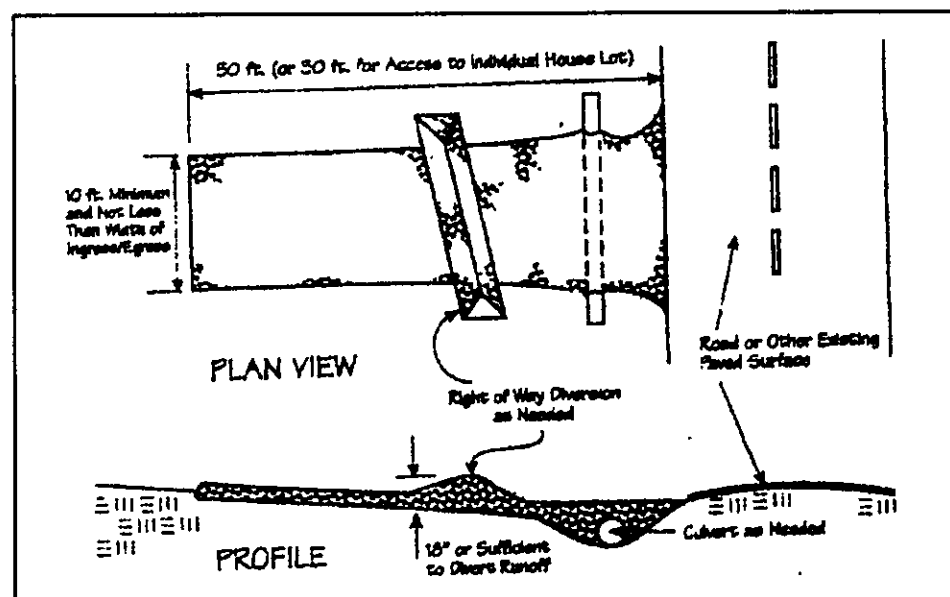 50 ft. (or 30 ft. for Access to Individual House Lot)
10 ft. Minimum
and Not Less
Than Width of
Ingress/Egress
PLAN VIEW
Right of Way Diversion
as Needed
Road or Other Existing
Paved Surface
18" or Sufficient
to Divert Runoff
Culvert as Needed
PROFILE